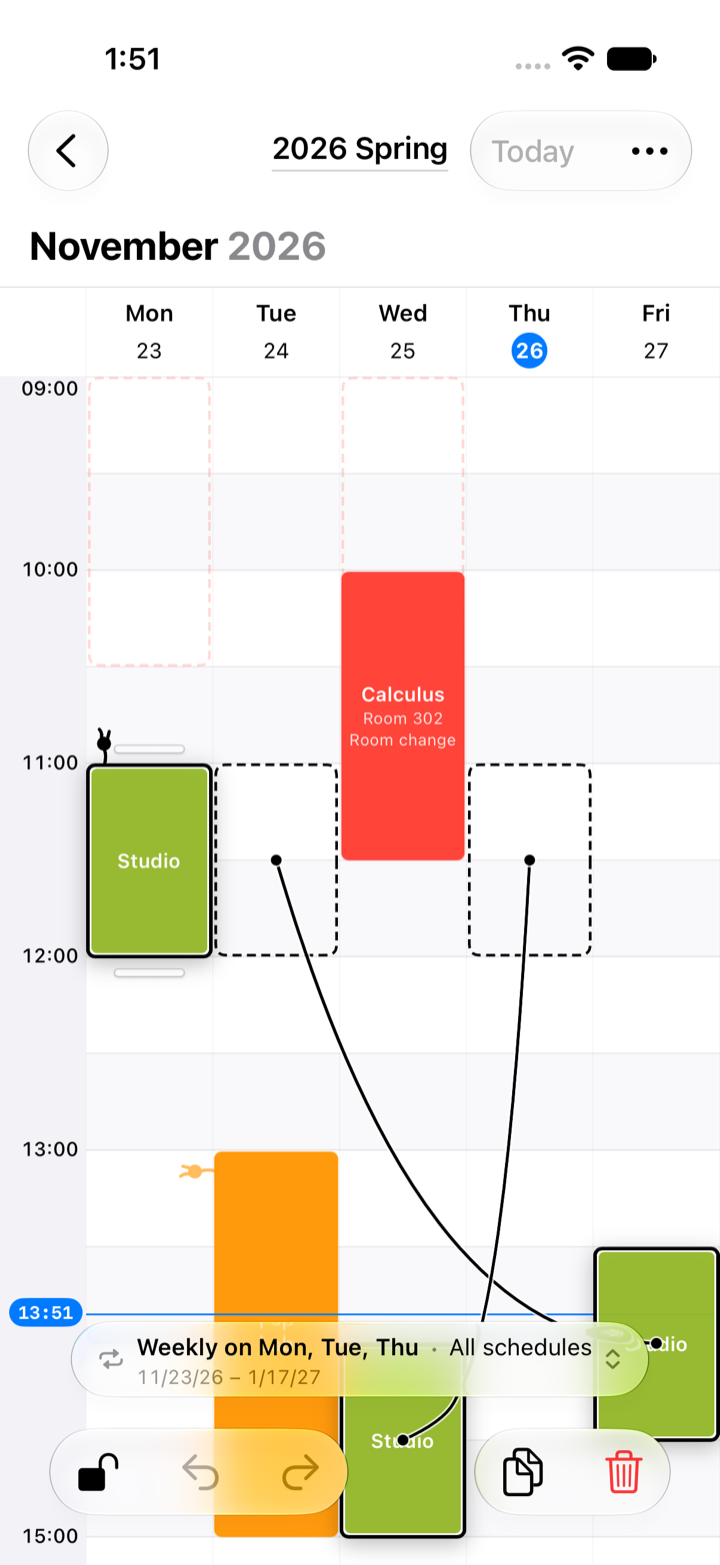 1:51
2026 Spring
Today
November 2026
Mon Tue Wed Thu Fri
23 24 25 26 27
09:00
10:00
Calculus
Room 302
Room change
11:00
Studio
12:00
13:00
13:51
Weekly on Mon, Tue, Thu · All schedules
11/23/26 – 1/17/27
Studio
15:00